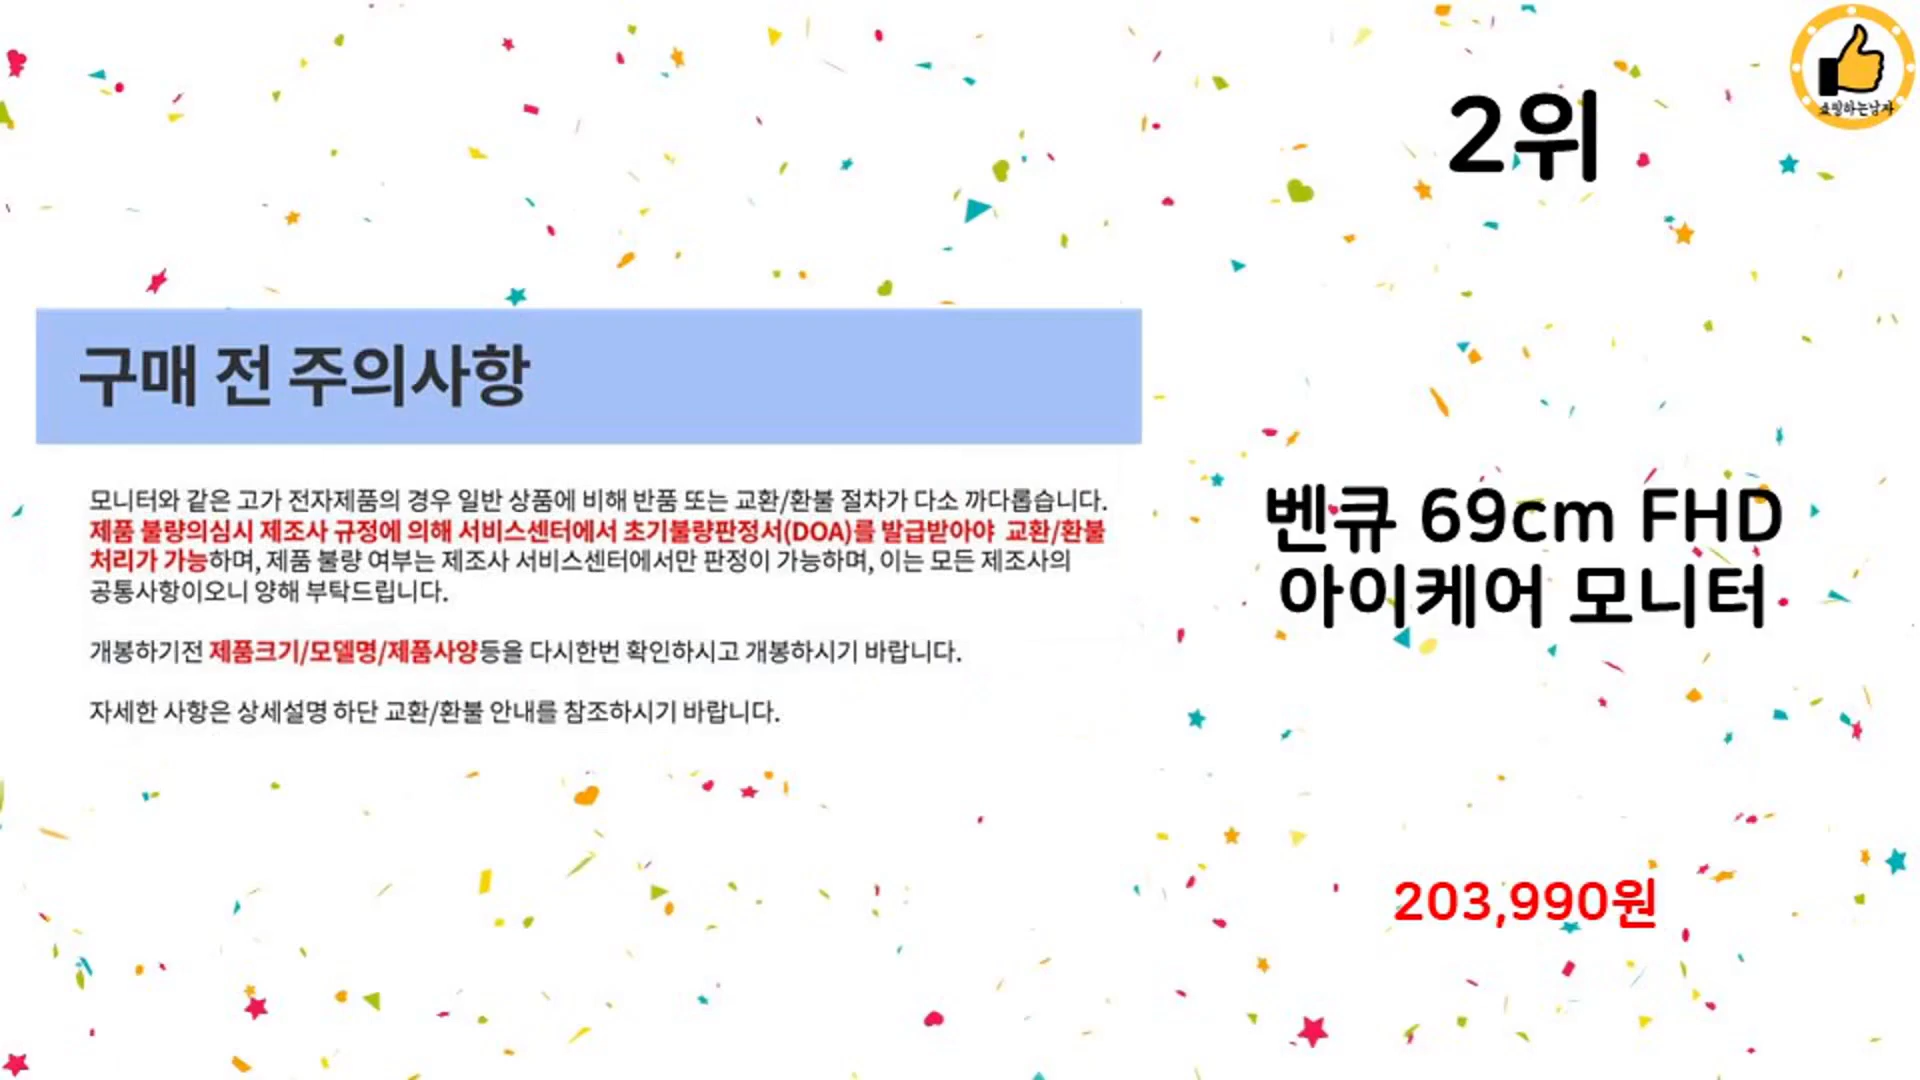 쇼핑하는남자
2위
구매 전 주의사항
모니터와 같은 고가 전자제품의 경우 일반 상품에 비해 반품 또는 교환/환불 절차가 다소 까다롭습니다.
제품 불량의심시 제조사 규정에 의해 서비스센터에서 초기불량판정서(DOA)를 발급받아야 교환/환불
처리가 가능하며, 제품 불량 여부는 제조사 서비스센터에서만 판정이 가능하며, 이는 모든 제조사의
공통사항이오니 양해 부탁드립니다.
개봉하기전 제품크기/모델명/제품사양등을 다시한번 확인하시고 개봉하시기 바랍니다.
자세한 사항은 상세설명 하단 교환/환불 안내를 참조하시기 바랍니다.
벤큐 69cm FHD
아이케어 모니터
203,990원